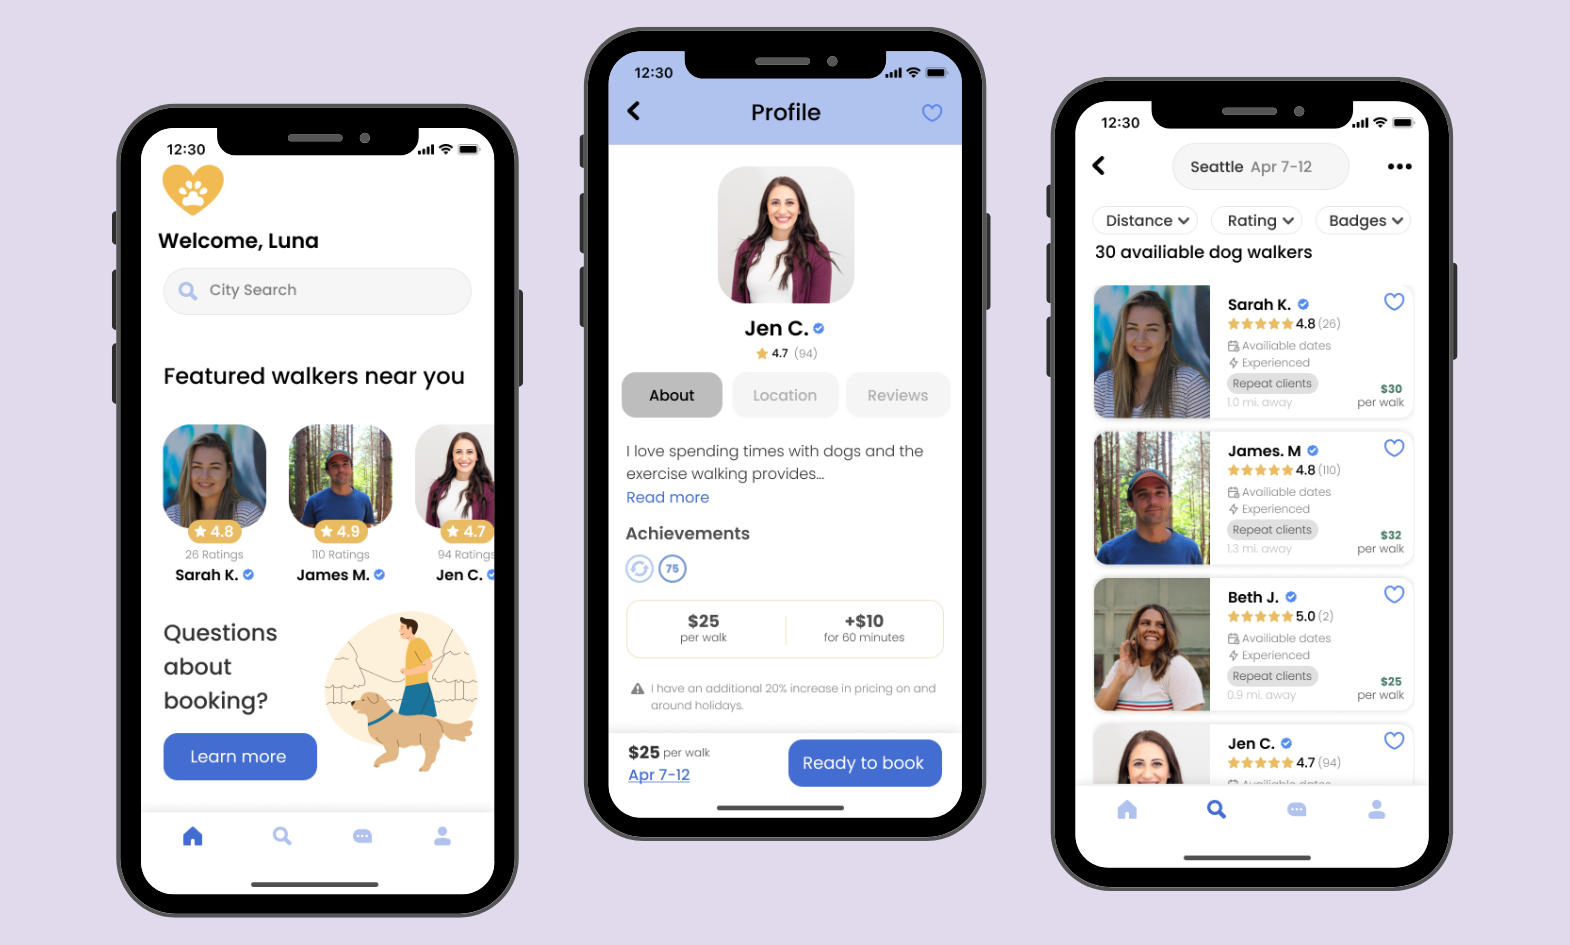 12:30
Welcome, Luna
City Search
Featured walkers near you
4.8
26 Ratings
Sarah K.
4.9
110 Ratings
James M.
4.7
94 Ratings
Jen C.
Questions
about
booking?
Learn more
12:30
Profile
Jen C.
4.7 (94)
About
Location
Reviews
I love spending times with dogs and the
exercise walking provides...
Read more
Achievements
75
$25
per walk
+$10
for 60 minutes
I have an additional 20% increase in pricing on and
around holidays.
$25 per walk
Apr 7-12
Ready to book
12:30
Seattle Apr 7-12
Distance
Rating
Badges
30 availiable dog walkers
Sarah K.
4.8 (26)
Availiable dates
Experienced
Repeat clients
1.0 mi. away
$30
per walk
James. M
4.8 (110)
Availiable dates
Experienced
Repeat clients
1.3 mi. away
$32
per walk
Beth J.
5.0 (2)
Availiable dates
Experienced
Repeat clients
0.9 mi. away
$25
per walk
Jen C.
4.7 (94)
Availiable dates